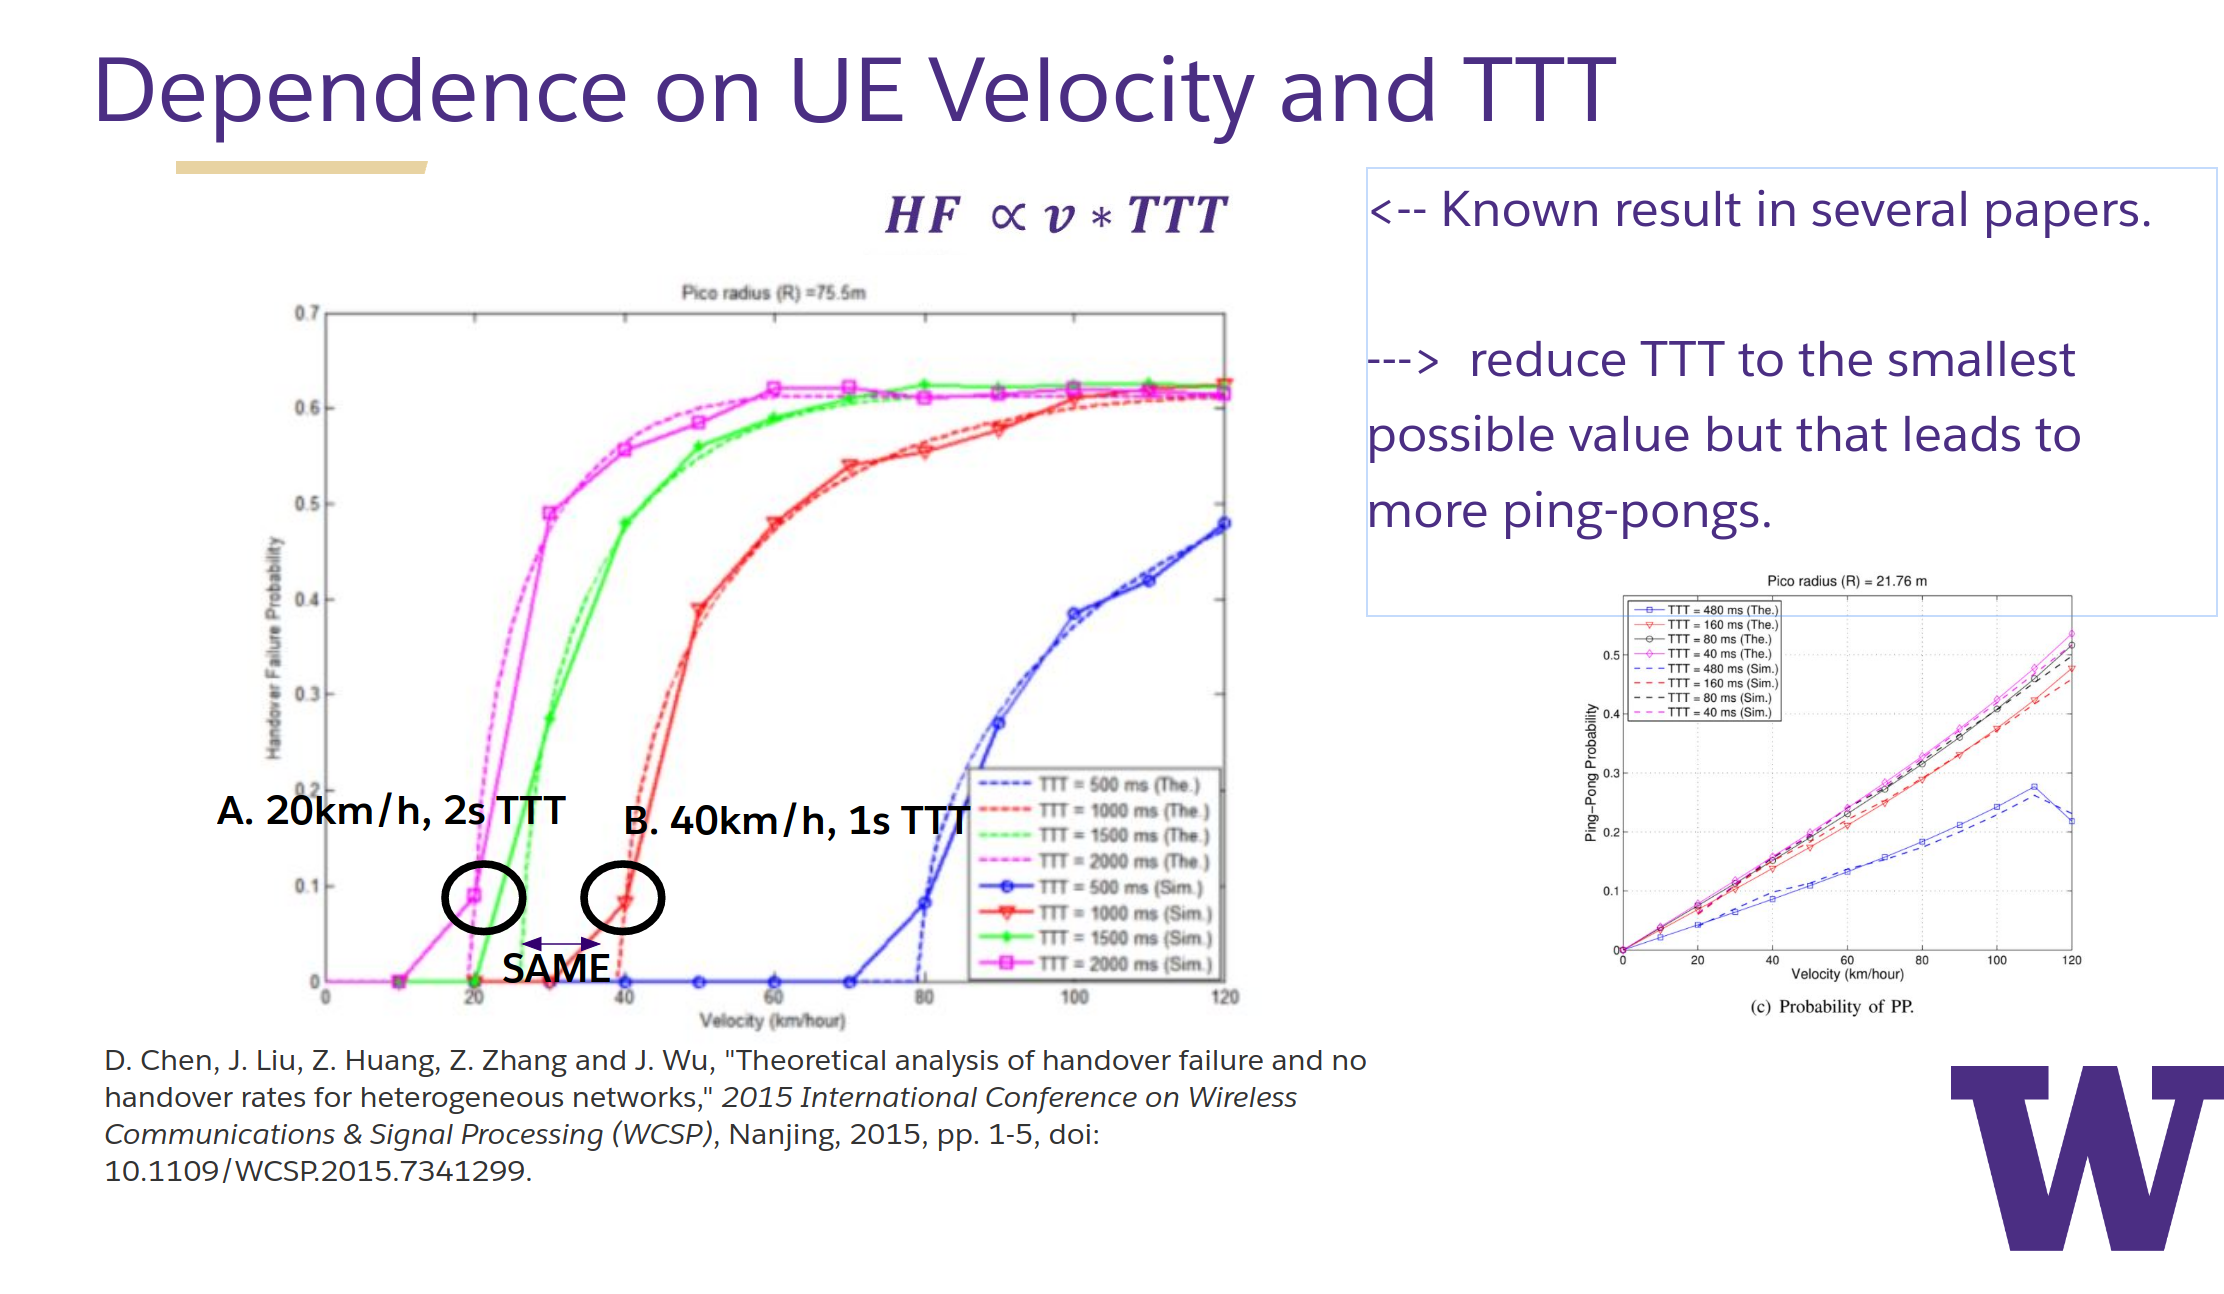 Dependence on UE Velocity and TTT
HF ∝ v * TTT
<-- Known result in several papers.
---> reduce TTT to the smallest
possible value but that leads to
more ping-pongs.
Pico radius (R) =75.5m
0.7
0.6
0.5
0.4
0.3
0.2
0.1
0
Handover Failure Probability
A. 20km/h, 2s TTT
B. 40km/h, 1s TTT
SAME
TTT = 500 ms (The.)
TTT = 1000 ms (The.)
TTT = 1500 ms (The.)
TTT = 2000 ms (The.)
TTT = 500 ms (Sim.)
TTT = 1000 ms (Sim.)
TTT = 1500 ms (Sim.)
TTT = 2000 ms (Sim.)
0 20 40 60 80 100 120
Velocity (km/hour)
Pico radius (R) = 21.76 m
TTT = 480 ms (The.)
TTT = 160 ms (The.)
TTT = 80 ms (The.)
TTT = 40 ms (The.)
TTT = 480 ms (Sim.)
TTT = 160 ms (Sim.)
TTT = 80 ms (Sim.)
TTT = 40 ms (Sim.)
0.5
0.4
0.3
0.2
0.1
0
Ping–Pong Probability
0 20 40 60 80 100 120
Velocity (km/hour)
(c) Probability of PP.
D. Chen, J. Liu, Z. Huang, Z. Zhang and J. Wu, "Theoretical analysis of handover failure and no
handover rates for heterogeneous networks," 2015 International Conference on Wireless
Communications & Signal Processing (WCSP), Nanjing, 2015, pp. 1-5, doi:
10.1109/WCSP.2015.7341299.
W